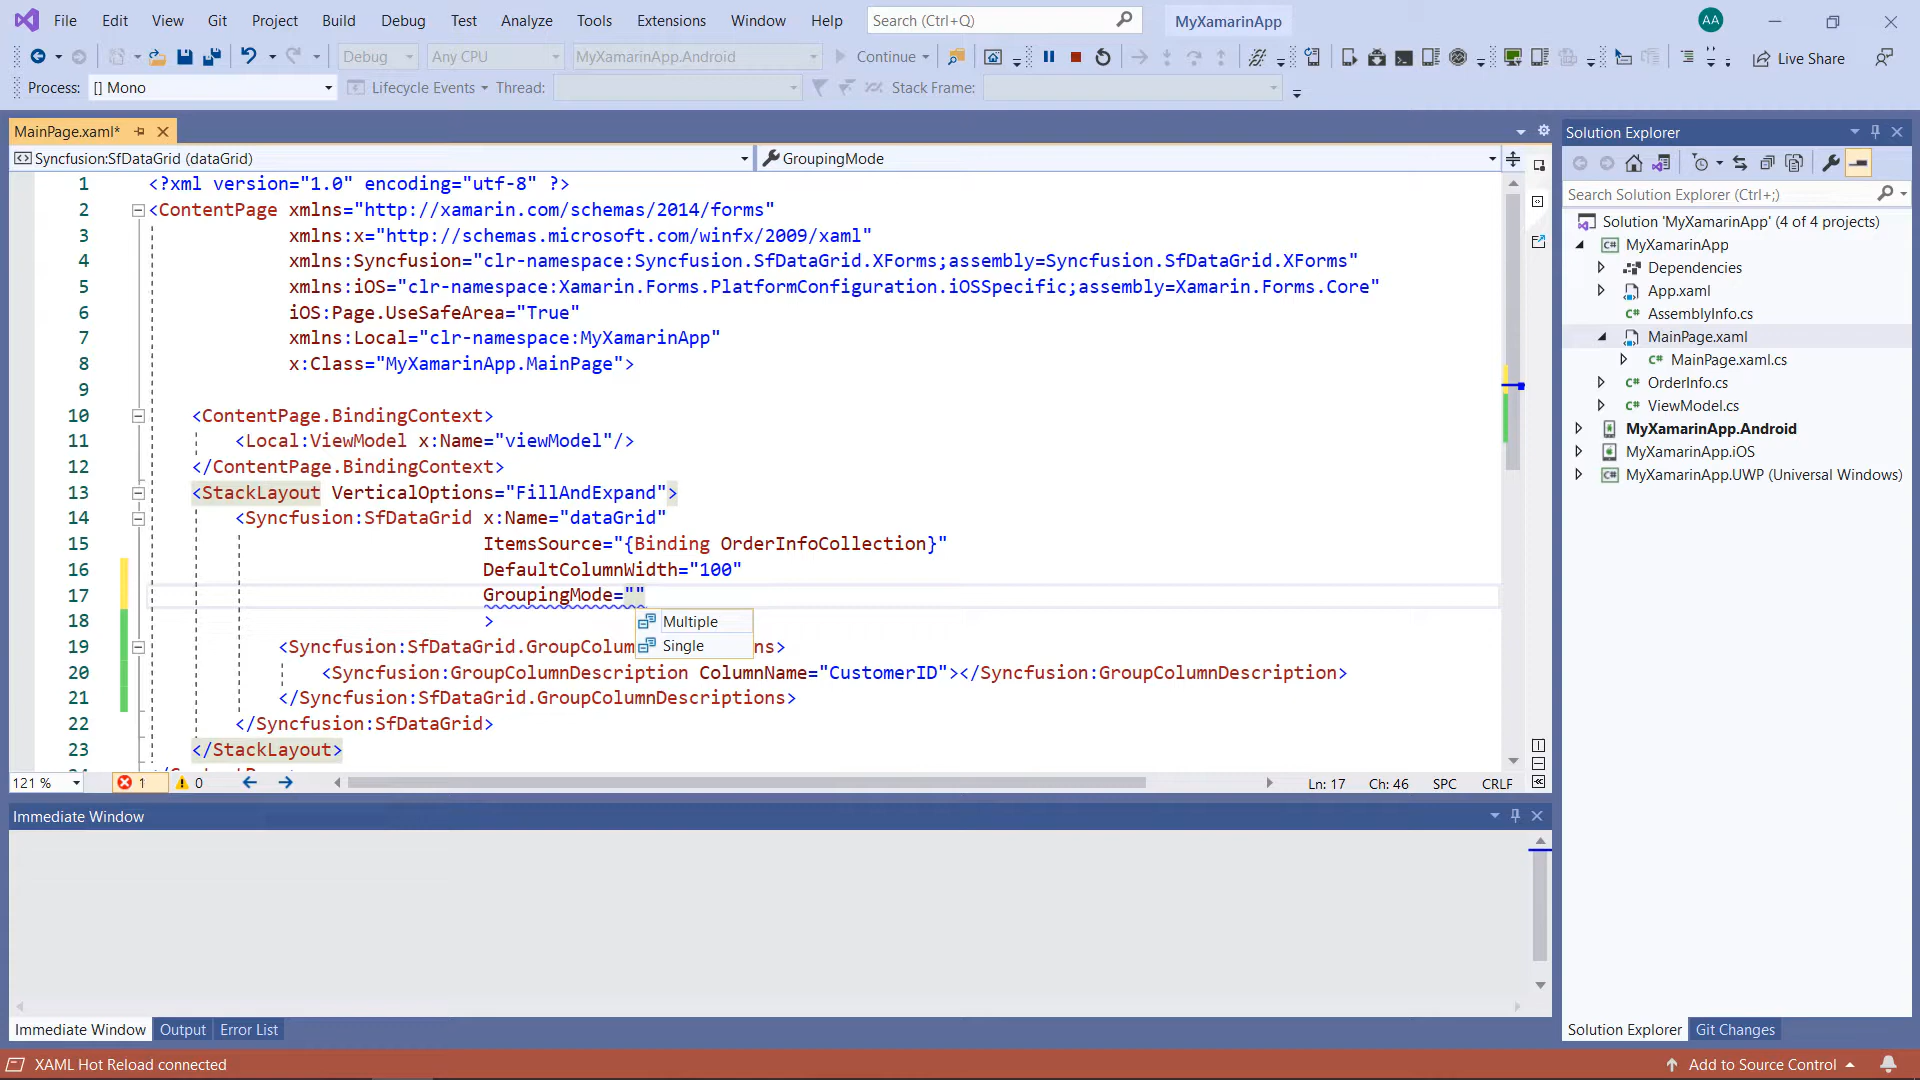 File Edit View Git Project Build Debug Test Analyze Tools Extensions Window Help Search (Ctrl+Q) MyXamarinApp AA
Debug Any CPU MyXamarinApp.Android Continue Live Share
Process: [] Mono Lifecycle Events Thread: Stack Frame:
MainPage.xaml*
Syncfusion:SfDataGrid (dataGrid) GroupingMode
1 <?xml version="1.0" encoding="utf-8" ?>
2 <ContentPage xmlns="http://xamarin.com/schemas/2014/forms"
3 xmlns:x="http://schemas.microsoft.com/winfx/2009/xaml"
4 xmlns:Syncfusion="clr-namespace:Syncfusion.SfDataGrid.XForms;assembly=Syncfusion.SfDataGrid.XForms"
5 xmlns:iOS="clr-namespace:Xamarin.Forms.PlatformConfiguration.iOSSpecific;assembly=Xamarin.Forms.Core"
6 iOS:Page.UseSafeArea="True"
7 xmlns:Local="clr-namespace:MyXamarinApp"
8 x:Class="MyXamarinApp.MainPage">
9
10 <ContentPage.BindingContext>
11 <Local:ViewModel x:Name="viewModel"/>
12 </ContentPage.BindingContext>
13 <StackLayout VerticalOptions="FillAndExpand">
14 <Syncfusion:SfDataGrid x:Name="dataGrid"
15 ItemsSource="{Binding OrderInfoCollection}"
16 DefaultColumnWidth="100"
17 GroupingMode=""
18 >
Multiple
Single
19 <Syncfusion:SfDataGrid.GroupColum ns>
20 <Syncfusion:GroupColumnDescription ColumnName="CustomerID"></Syncfusion:GroupColumnDescription>
21 </Syncfusion:SfDataGrid.GroupColumnDescriptions>
22 </Syncfusion:SfDataGrid>
23 </StackLayout>
121 % 1 0 Ln: 17 Ch: 46 SPC CRLF
Immediate Window
Immediate Window Output Error List
Solution Explorer
Search Solution Explorer (Ctrl+;)
Solution 'MyXamarinApp' (4 of 4 projects)
MyXamarinApp
Dependencies
App.xaml
AssemblyInfo.cs
MainPage.xaml
MainPage.xaml.cs
OrderInfo.cs
ViewModel.cs
MyXamarinApp.Android
MyXamarinApp.iOS
MyXamarinApp.UWP (Universal Windows)
Solution Explorer Git Changes
XAML Hot Reload connected Add to Source Control